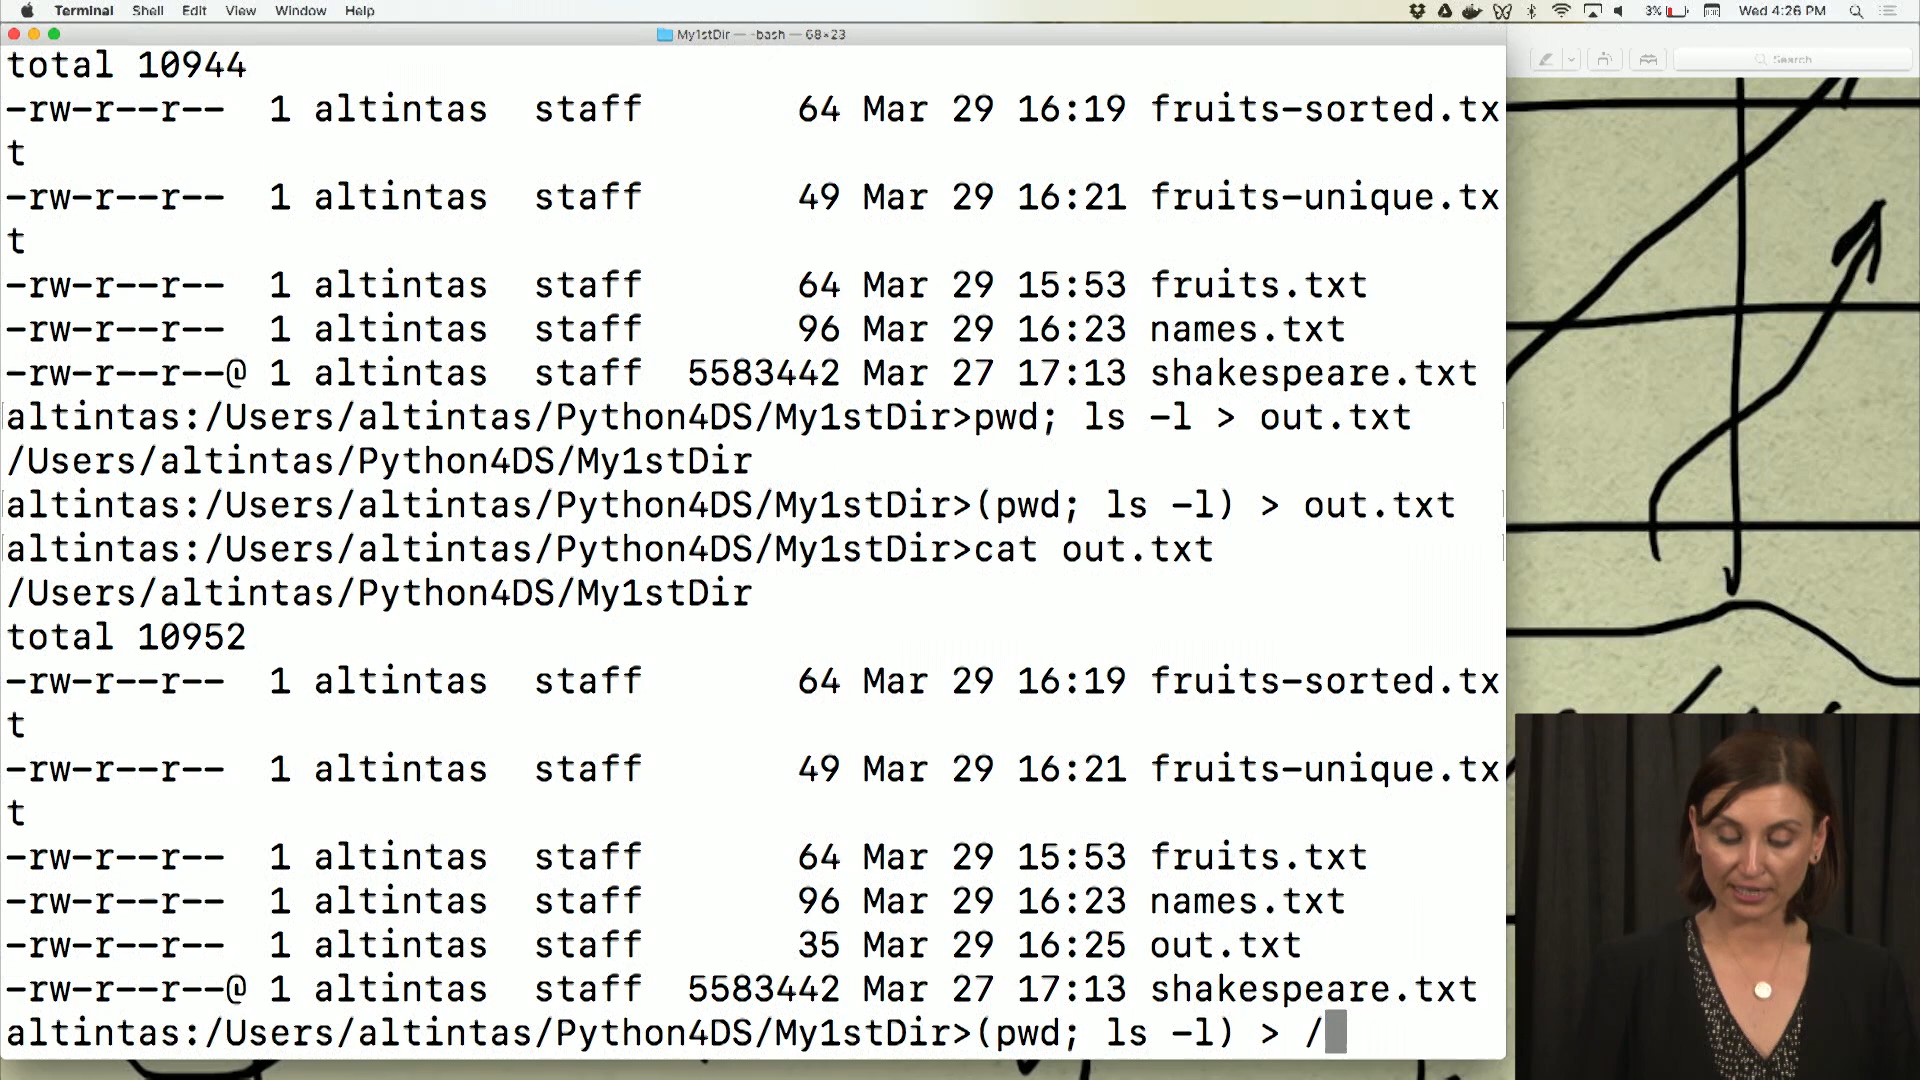 Terminal Shell Edit View Window Help 3% Wed 4:26 PM
My1stDir — -bash — 68×23
Search
total 10944
-rw-r--r--  1 altintas  staff       64 Mar 29 16:19 fruits-sorted.tx
t
-rw-r--r--  1 altintas  staff       49 Mar 29 16:21 fruits-unique.tx
t
-rw-r--r--  1 altintas  staff       64 Mar 29 15:53 fruits.txt
-rw-r--r--  1 altintas  staff       96 Mar 29 16:23 names.txt
-rw-r--r--@ 1 altintas  staff  5583442 Mar 27 17:13 shakespeare.txt
altintas:/Users/altintas/Python4DS/My1stDir>pwd; ls -l > out.txt
/Users/altintas/Python4DS/My1stDir
altintas:/Users/altintas/Python4DS/My1stDir>(pwd; ls -l) > out.txt
altintas:/Users/altintas/Python4DS/My1stDir>cat out.txt
/Users/altintas/Python4DS/My1stDir
total 10952
-rw-r--r--  1 altintas  staff       64 Mar 29 16:19 fruits-sorted.tx
t
-rw-r--r--  1 altintas  staff       49 Mar 29 16:21 fruits-unique.tx
t
-rw-r--r--  1 altintas  staff       64 Mar 29 15:53 fruits.txt
-rw-r--r--  1 altintas  staff       96 Mar 29 16:23 names.txt
-rw-r--r--  1 altintas  staff       35 Mar 29 16:25 out.txt
-rw-r--r--@ 1 altintas  staff  5583442 Mar 27 17:13 shakespeare.txt
altintas:/Users/altintas/Python4DS/My1stDir>(pwd; ls -l) > /